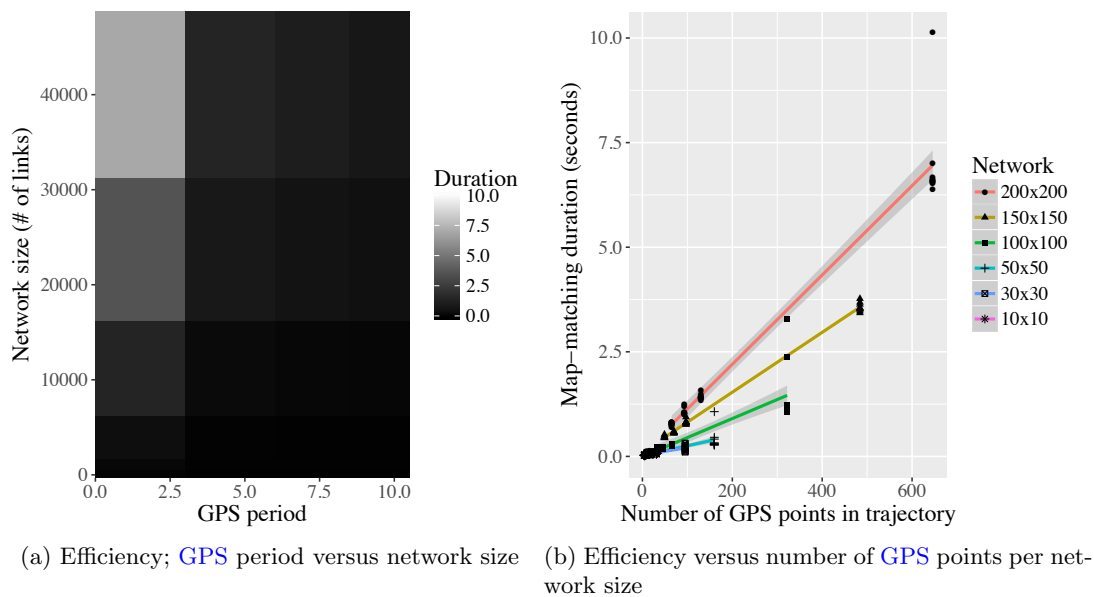 40000
30000
20000
10000
0
0.0 2.5 5.0 7.5 10.0
GPS period
Network size (# of links)
Duration
10.0
7.5
5.0
2.5
0.0
(a) Efficiency; GPS period versus network size
10.0
7.5
5.0
2.5
0.0
0 200 400 600
Number of GPS points in trajectory
Map−matching duration (seconds)
Network
200x200
150x150
100x100
50x50
30x30
10x10
(b) Efficiency versus number of GPS points per net-
work size